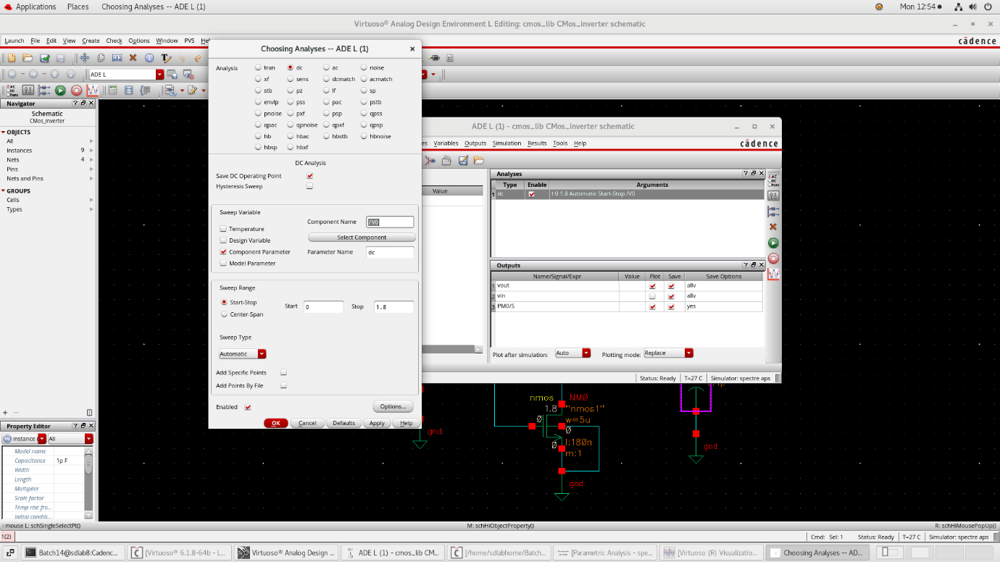 Applications Places Choosing Analyses -- ADE L (1) Mon 12:54
Virtuoso® Analog Design Environment L Editing: cmos_lib CMos_inverter schematic
Launch File Edit View Create Check Options Window PVS
cādence
ADE L
Navigator
Schematic
CMos_inverter
OBJECTS
All
Instances 9
Nets 4
Pins
Nets and Pins
GROUPS
Cells
Types
Property Editor
instance All
Model name
Capacitance 1p F
Width
Length
Multiplier
Scale factor
Temp rise fro...
Initial conditi...
Choosing Analyses -- ADE L (1)
Analysis tran dc ac noise
xf sens dcmatch acmatch
stb pz lf sp
envlp pss pac pstb
pnoise pxf psp qpss
qpac qpnoise qpxf qpsp
hb hbac hbstb hbnoise
hbsp hbxf
DC Analysis
Save DC Operating Point
Hysteresis Sweep
Sweep Variable
Temperature
Design Variable
Component Parameter
Model Parameter
Component Name /V0
Select Component
Parameter Name dc
Sweep Range
Start-Stop
Center-Span
Start 0 Stop 1.8
Sweep Type
Automatic
Add Specific Points
Add Points By File
Enabled Options...
OK Cancel Defaults Apply Help
ADE L (1) - cmos_lib CMos_inverter schematic
Variables Outputs Simulation Results Tools Help
cādence
Value
Analyses
Type Enable Arguments
1 dc t 0 1.8 Automatic Start-Stop /V0
Outputs
Name/Signal/Expr Value Plot Save Save Options
1 vout allv
2 vin allv
3 PM0/S yes
Plot after simulation: Auto Plotting mode: Replace
Status: Ready T=27 C Simulator: spectre aps
nmos NM0
1.8 "nmos1"
0 w=5u
0
l:180n
0 m:1
gnd
gnd
gnd
mouse L: schSingleSelectPt() M: schHiObjectProperty() R: schHiMousePopUp()
1(2) Cmd: Sel: 1 Status: Ready T=27 C Simulator: spectre aps
Batch14@sdlab8:Cadenc... [Virtuoso® 6.1.8-64b - L... Virtuoso® Analog Design ... ADE L (1) - cmos_lib CM... [/home/sdlabhome/Batch... [Parametric Analysis - spe... [Virtuoso (R) Visualizatio... Choosing Analyses -- AD...